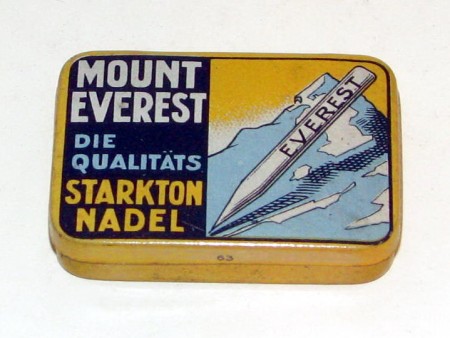 MOUNT
EVEREST
DIE
QUALITÄTS
STARKTON
NADEL
EVEREST
63